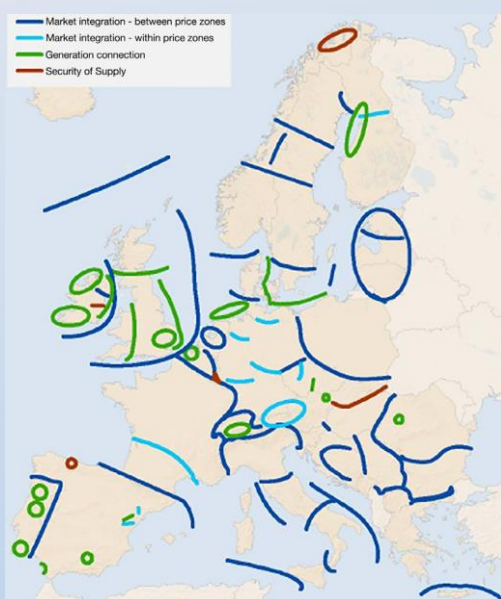 Market integration - between price zones
Market integration - within price zones
Generation connection
Security of Supply